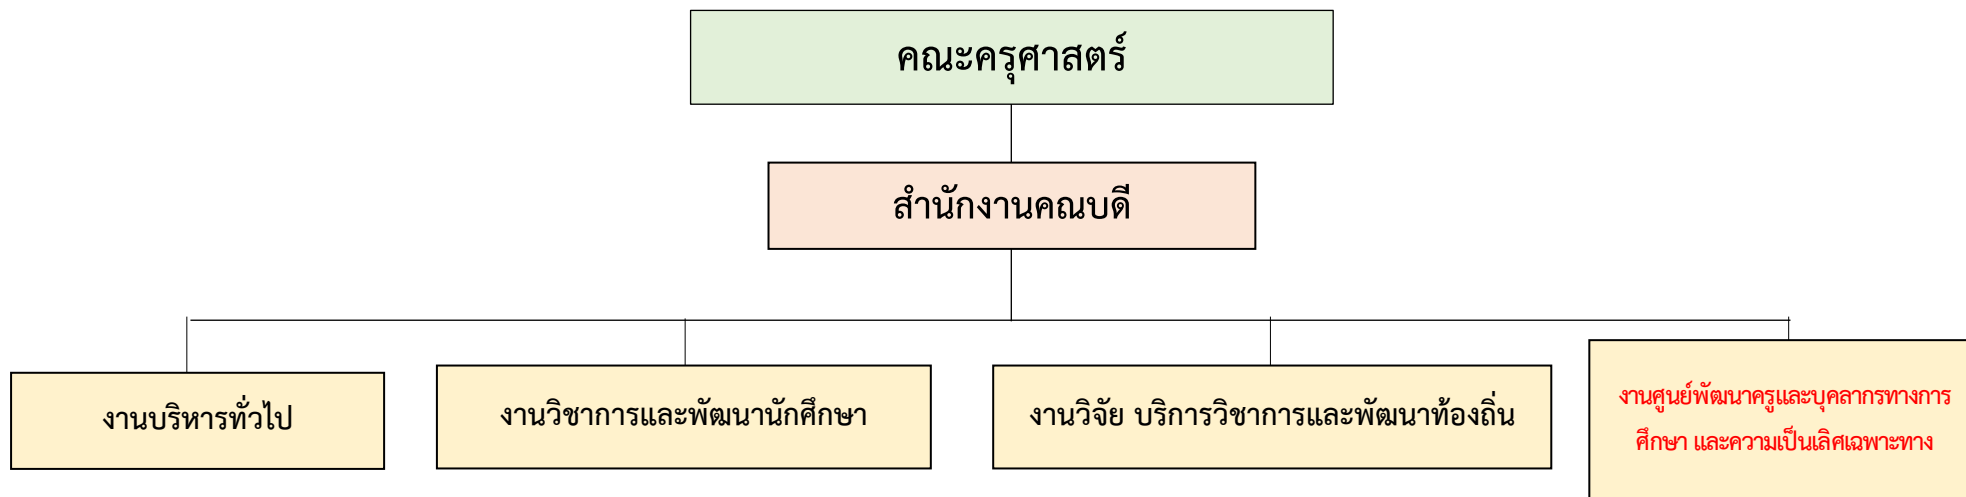 คณะครุศาสตร์
สำนักงานคณบดี
งานบริหารทั่วไป
งานวิชาการและพัฒนานักศึกษา
งานวิจัย บริการวิชาการและพัฒนาท้องถิ่น
งานศูนย์พัฒนาครูและบุคลากรทางการ
ศึกษา และความเป็นเลิศเฉพาะทาง